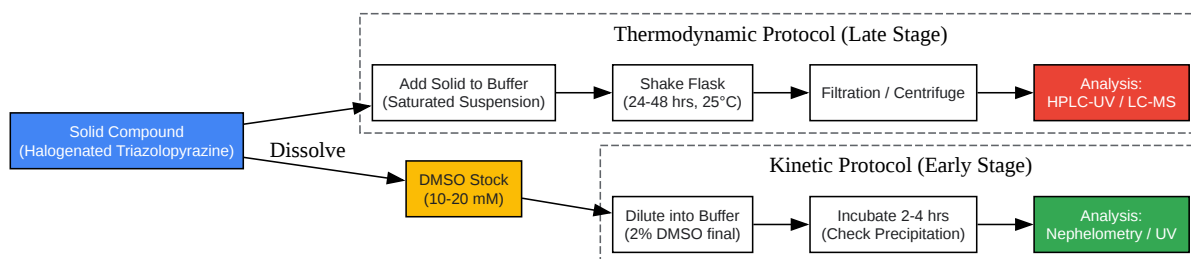 Thermodynamic Protocol (Late Stage)
Add Solid to Buffer
(Saturated Suspension)
Shake Flask
(24-48 hrs, 25°C)
Filtration / Centrifuge
Analysis:
HPLC-UV / LC-MS
Solid Compound
(Halogenated Triazolopyrazine)
Dissolve
DMSO Stock
(10-20 mM)
Kinetic Protocol (Early Stage)
Dilute into Buffer
(2% DMSO final)
Incubate 2-4 hrs
(Check Precipitation)
Analysis:
Nephelometry / UV